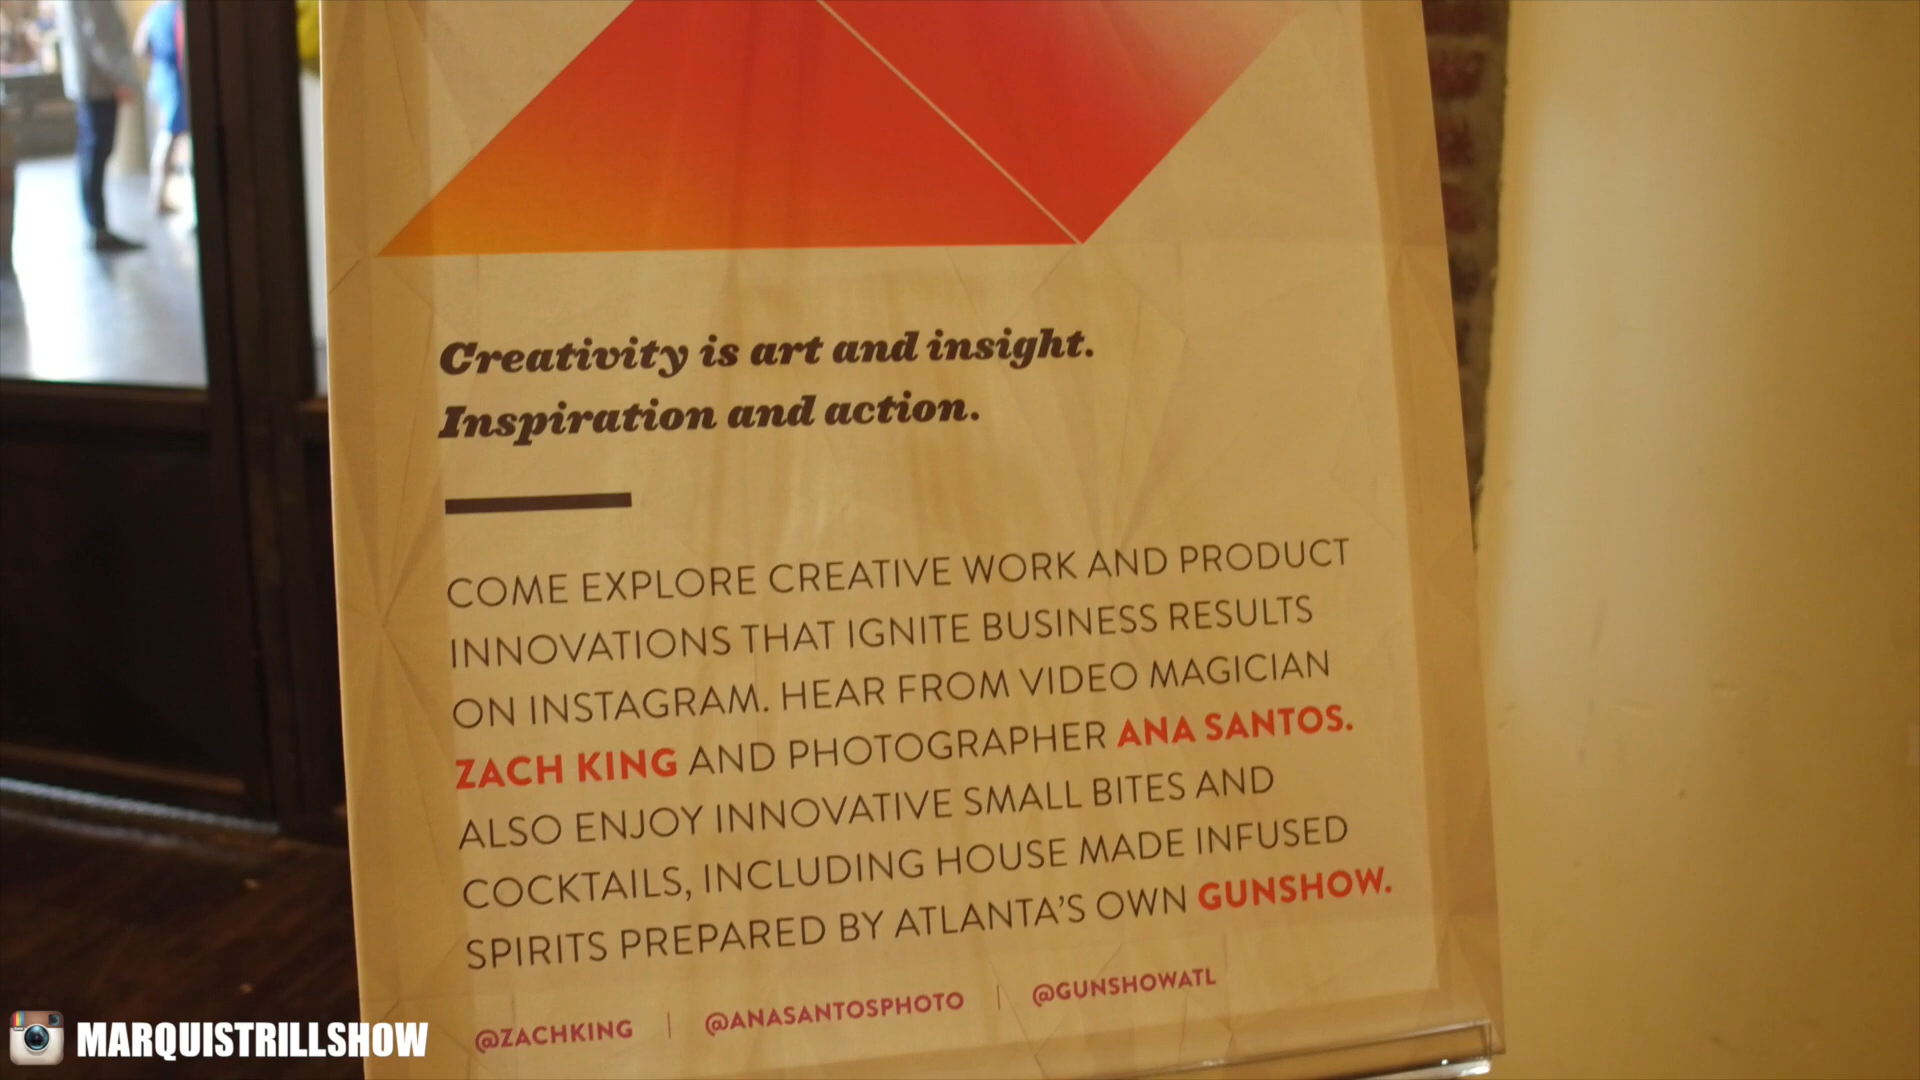 Creativity is art and insight.
Inspiration and action.
COME EXPLORE CREATIVE WORK AND PRODUCT
INNOVATIONS THAT IGNITE BUSINESS RESULTS
ON INSTAGRAM. HEAR FROM VIDEO MAGICIAN
ZACH KING AND PHOTOGRAPHER ANA SANTOS.
ALSO ENJOY INNOVATIVE SMALL BITES AND
COCKTAILS, INCLUDING HOUSE MADE INFUSED
SPIRITS PREPARED BY ATLANTA'S OWN GUNSHOW.
@ZACHKING | @ANASANTOSPHOTO | @GUNSHOWATL
MARQUISTRILLSHOW